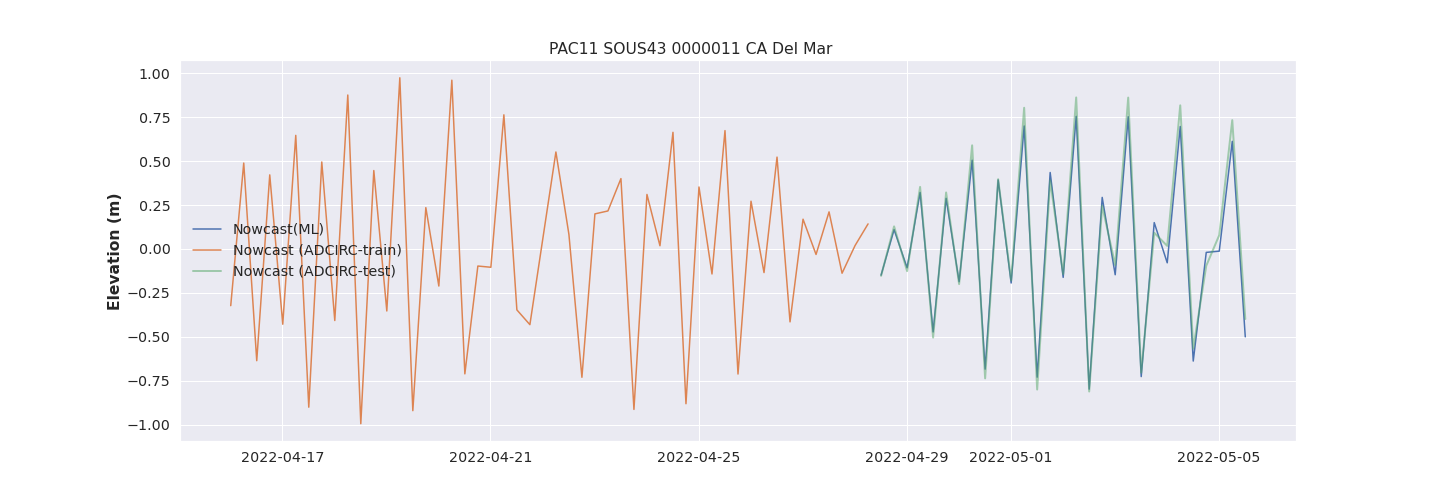 PAC11 SOUS43 0000011 CA Del Mar
1.00
0.75
0.50
0.25
0.00
−0.25
−0.50
−0.75
−1.00
Elevation (m)
Nowcast(ML)
Nowcast (ADCIRC-train)
Nowcast (ADCIRC-test)
2022-04-17 2022-04-21 2022-04-25 2022-04-29 2022-05-01 2022-05-05